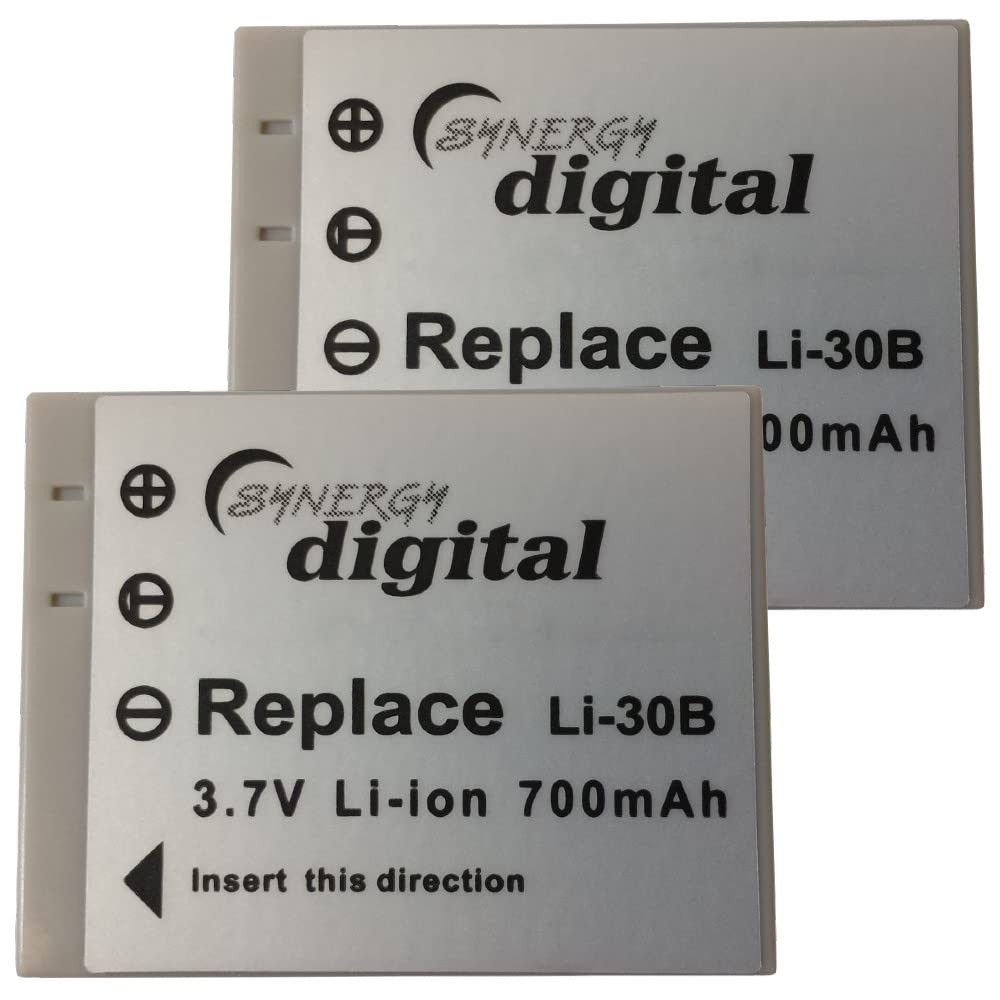 SYNERGY
digital
Replace Li-30B
00mAh
SYNERGY
digital
Replace Li-30B
3.7V Li-ion 700mAh
Insert this direction